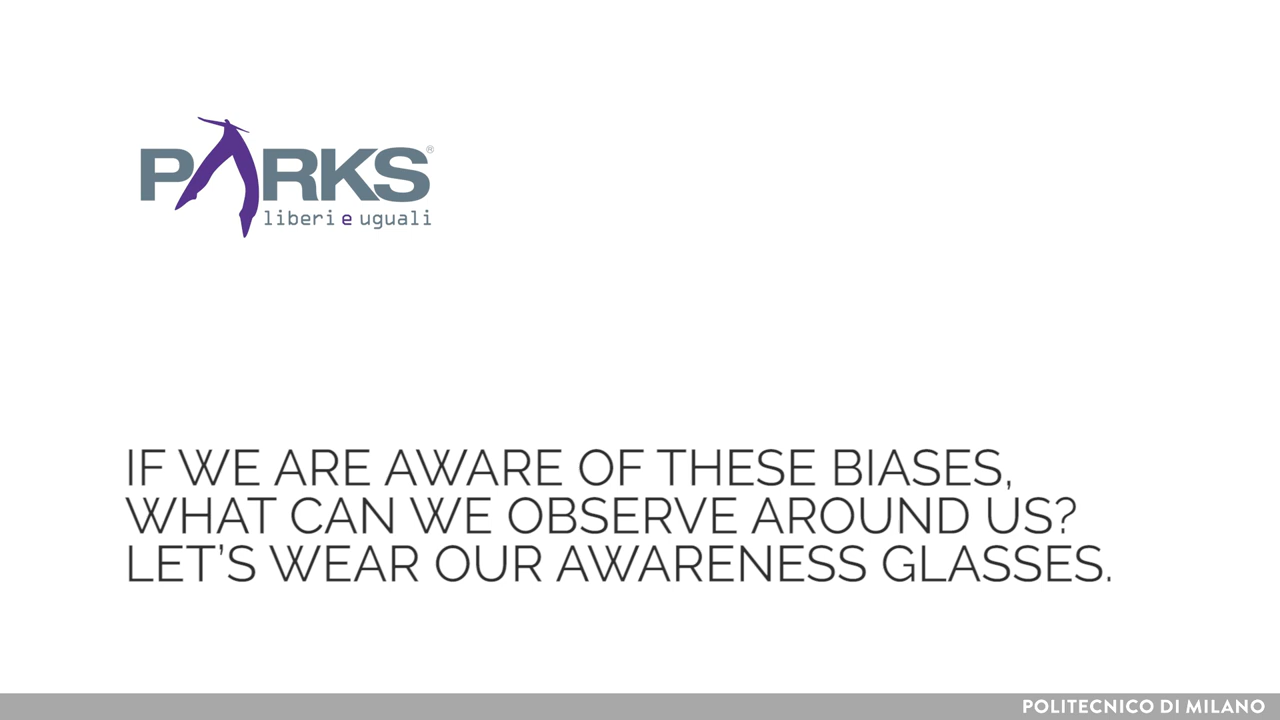 PARKS®
liberi e uguali
IF WE ARE AWARE OF THESE BIASES,
WHAT CAN WE OBSERVE AROUND US?
LET'S WEAR OUR AWARENESS GLASSES.
POLITECNICO DI MILANO